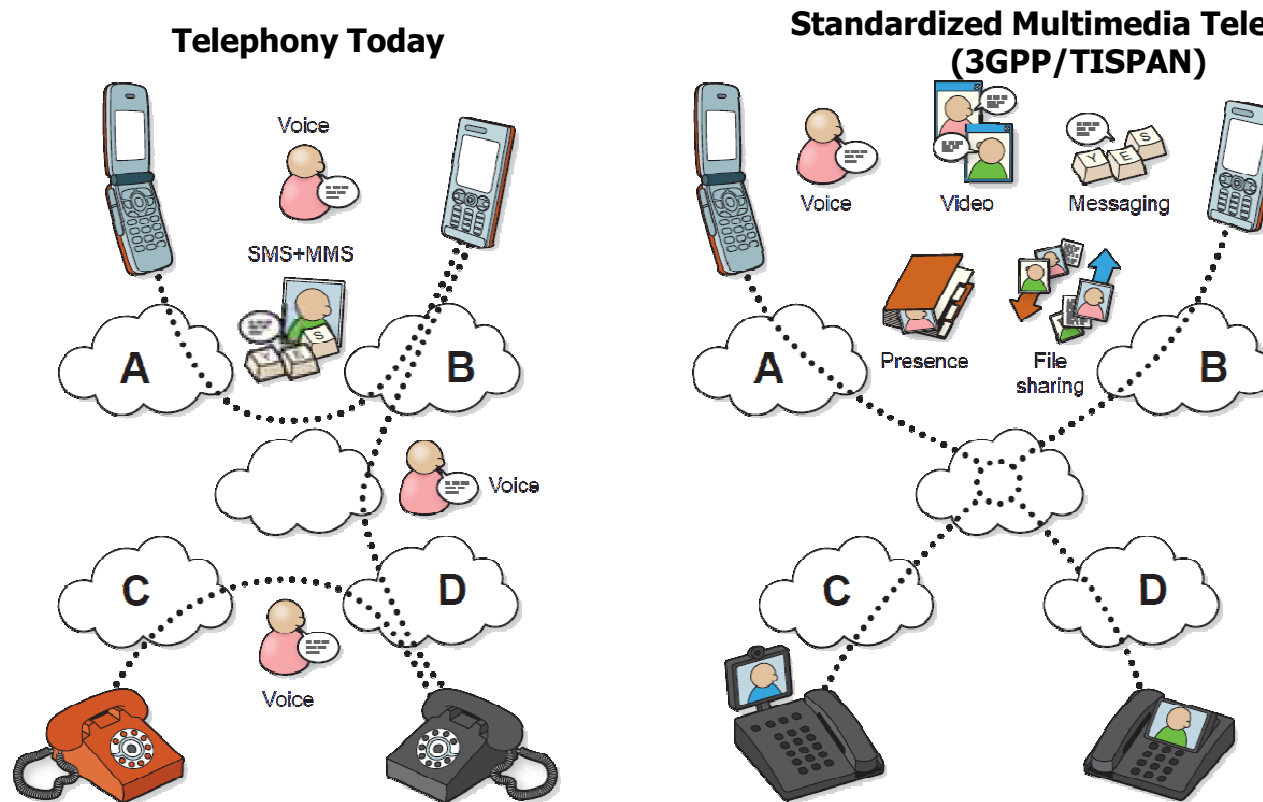 Telephony Today
Voice
SMS+MMS
Y E S
A
B
Voice
C
D
Voice
Standardized Multimedia Tele
(3GPP/TISPAN)
Voice
Video
Y E S
Messaging
Presence
File
sharing
A
B
C
D